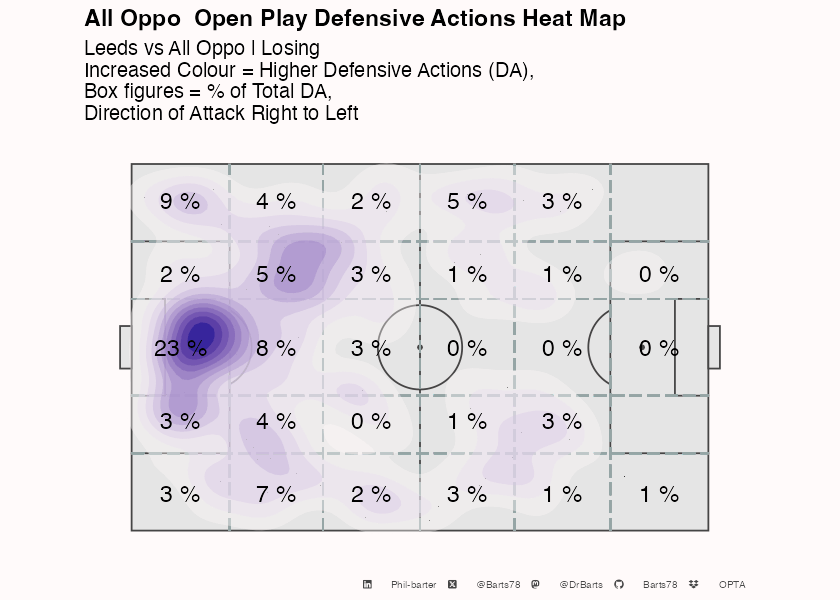 All Oppo  Open Play Defensive Actions Heat Map
Leeds vs All Oppo l Losing
Increased Colour = Higher Defensive Actions (DA),
Box figures = % of Total DA,
Direction of Attack Right to Left
9 % 4 % 2 % 5 % 3 %
2 % 5 % 3 % 1 % 1 % 0 %
23 % 8 % 3 % 0 % 0 % 0 %
3 % 4 % 0 % 1 % 3 %
3 % 7 % 2 % 3 % 1 % 1 %
Phil-barter @Barts78 @DrBarts Barts78 OPTA